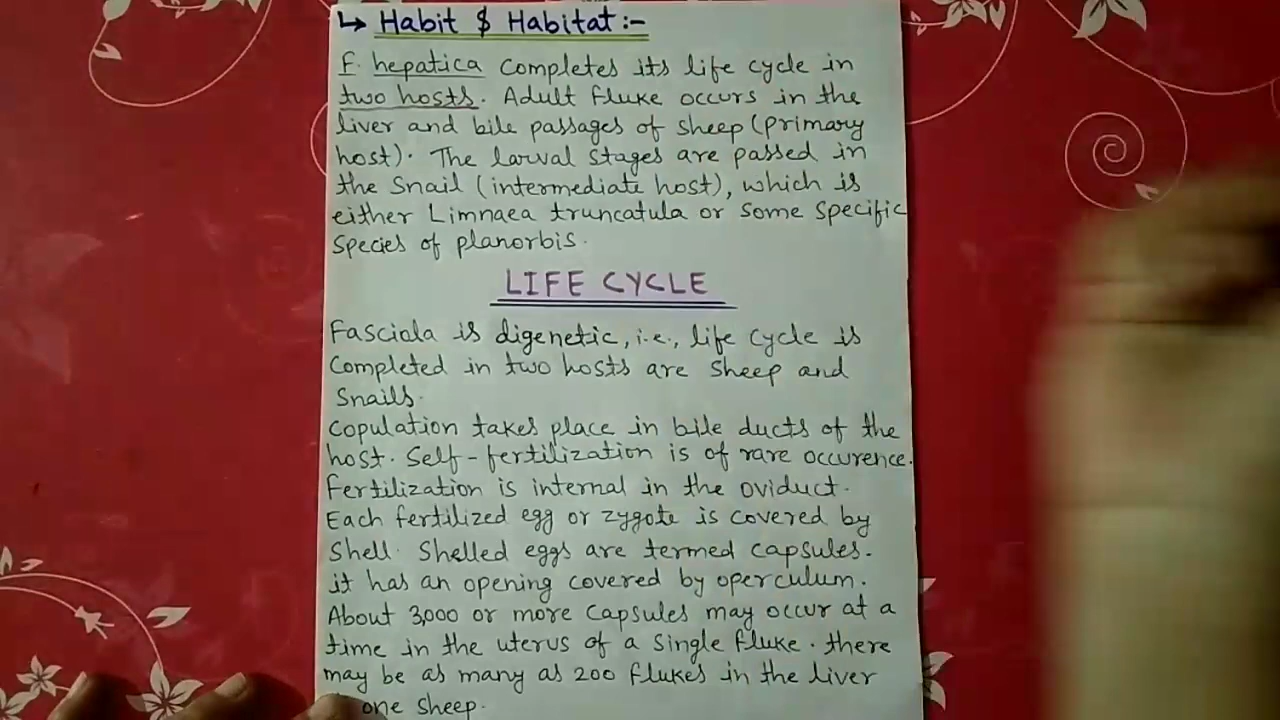 ↳ Habit & Habitat :-
F. hepatica completes its life cycle in
two hosts. Adult fluke occurs in the
liver and bile passages of sheep (primary
host). The larval stages are passed in
the snail (intermediate host), which is
either Limnaea truncatula or some specific
species of planorbis.
LIFE CYCLE
Fasciola is digenetic, i.e., life cycle is
completed in two hosts are sheep and
snails.
copulation takes place in bile ducts of the
host. Self-fertilization is of rare occurence.
Fertilization is internal in the oviduct.
Each fertilized egg or zygote is covered by
shell. Shelled eggs are termed capsules.
it has an opening covered by operculum.
About 3,000 or more capsules may occur at a
time in the uterus of a single fluke. there
may be as many as 200 flukes in the liver
one sheep.